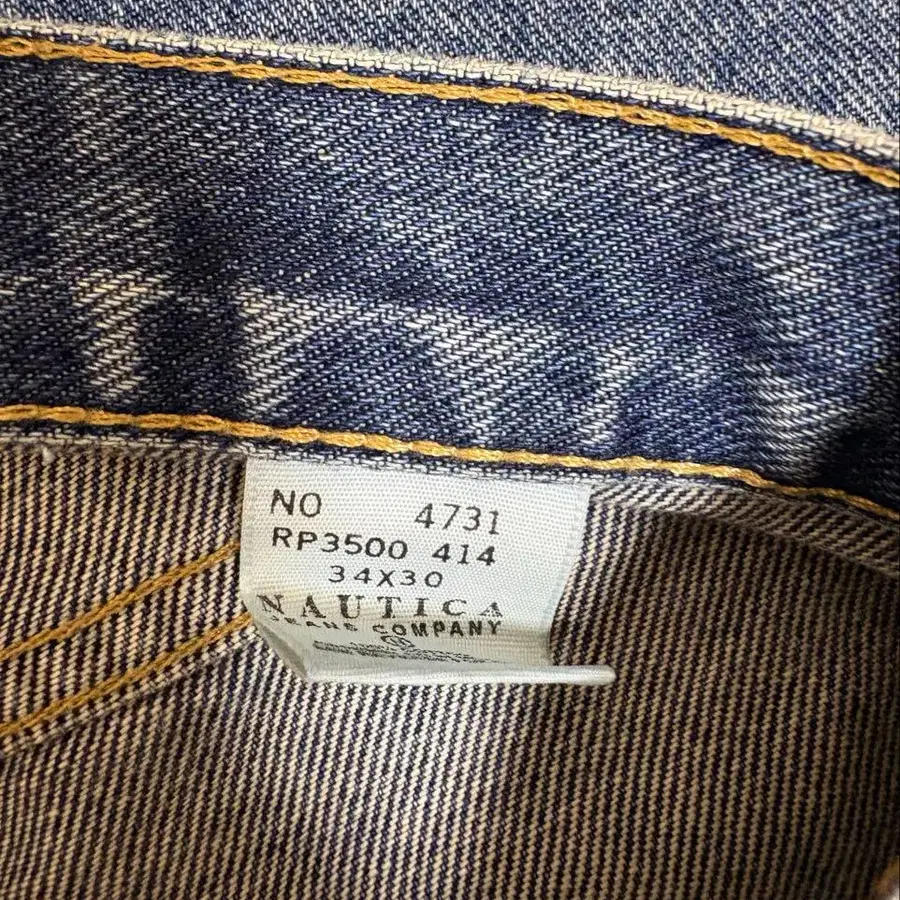 NO 4731
RP3500 414
34X30
NAUTICA
JEANS COMPANY